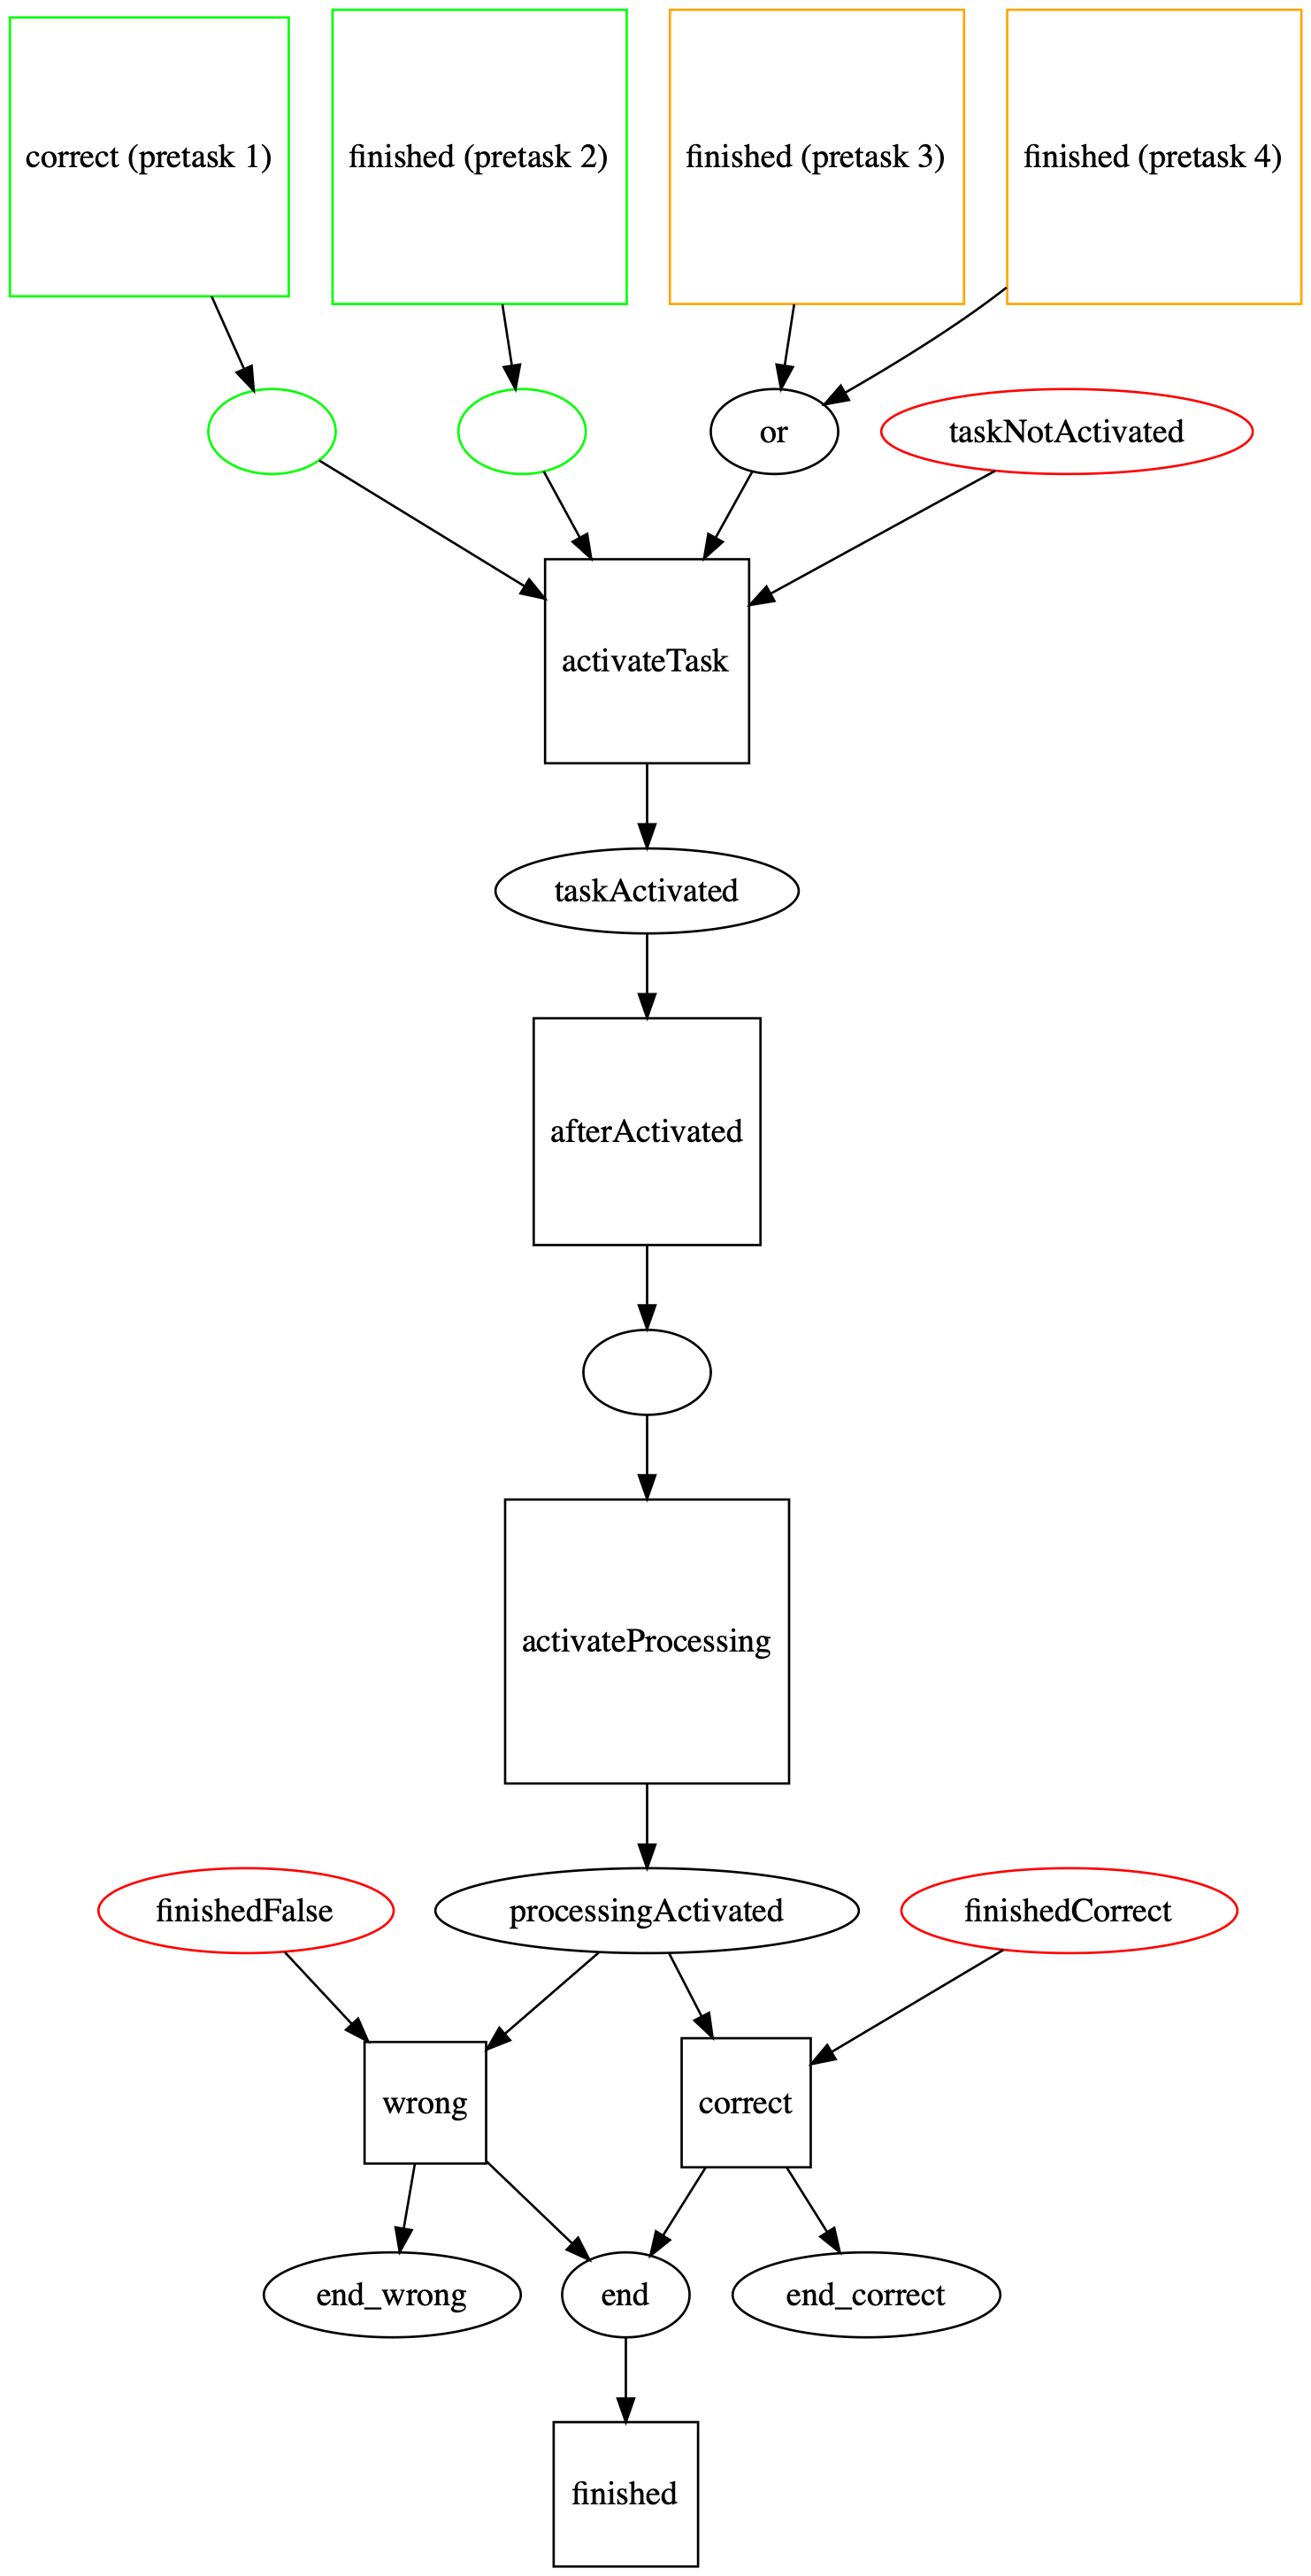 correct (pretask 1)
finished (pretask 2)
finished (pretask 3)
finished (pretask 4)
or
taskNotActivated
activateTask
taskActivated
afterActivated
activateProcessing
finishedFalse
processingActivated
finishedCorrect
wrong
correct
end_wrong
end
end_correct
finished